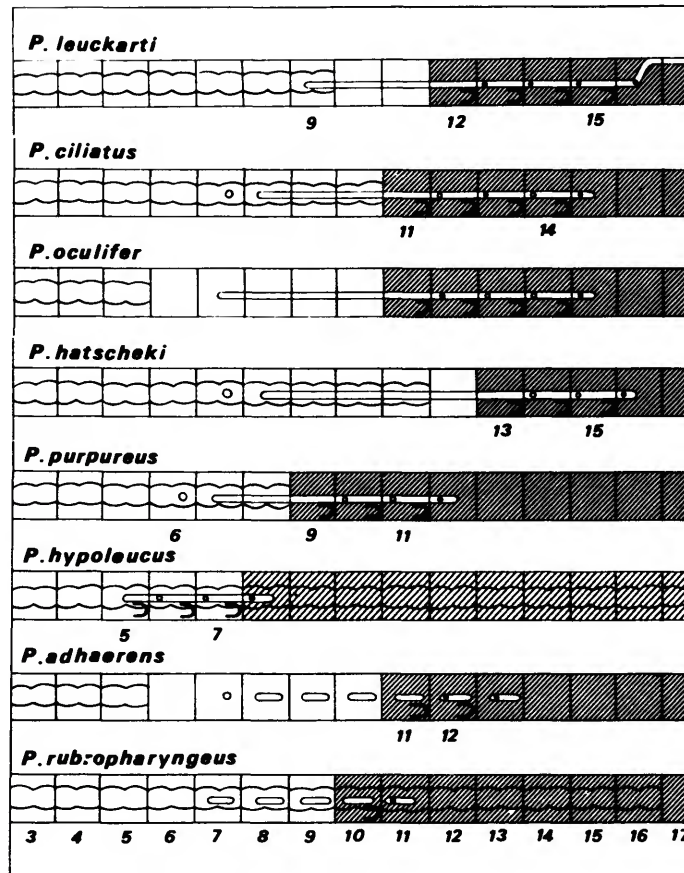 P. leuckarti
9 12 15
P. ciliatus
11 14
P. oculifer
P. hatscheki
13 15
P. purpureus
6 9 11
P. hypoleucus
5 7
P. adhaerens
11 12
P. rubropharyngeus
3 4 5 6 7 8 9 10 11 12 13 14 15 16 17